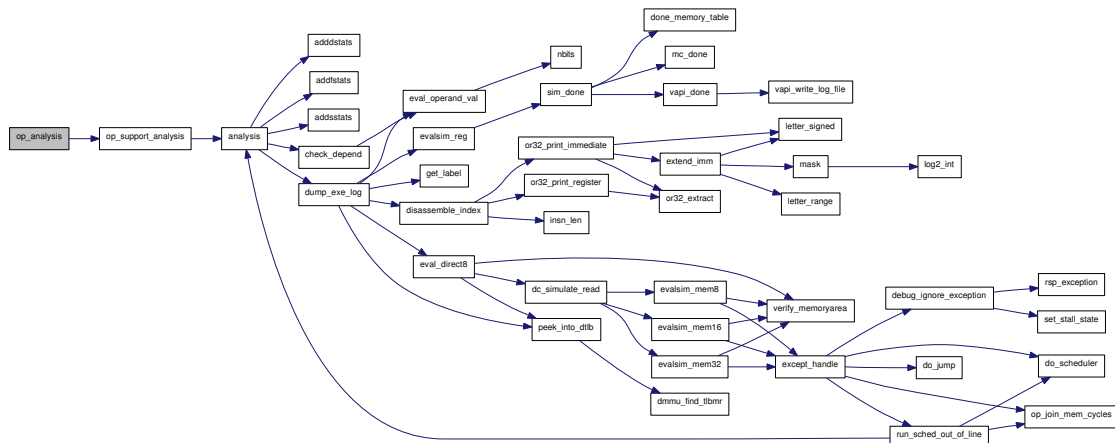 op_analysis
op_support_analysis
analysis
adddstats
addfstats
addsstats
check_depend
dump_exe_log
eval_operand_val
nbits
evalsim_reg
sim_done
done_memory_table
mc_done
vapi_done
vapi_write_log_file
get_label
disassemble_index
or32_print_immediate
or32_print_register
insn_len
letter_signed
extend_imm
or32_extract
mask
log2_int
letter_range
eval_direct8
dc_simulate_read
peek_into_dtlb
evalsim_mem8
evalsim_mem16
evalsim_mem32
dmmu_find_tlbmr
verify_memoryarea
except_handle
debug_ignore_exception
rsp_exception
set_stall_state
do_jump
do_scheduler
op_join_mem_cycles
run_sched_out_of_line